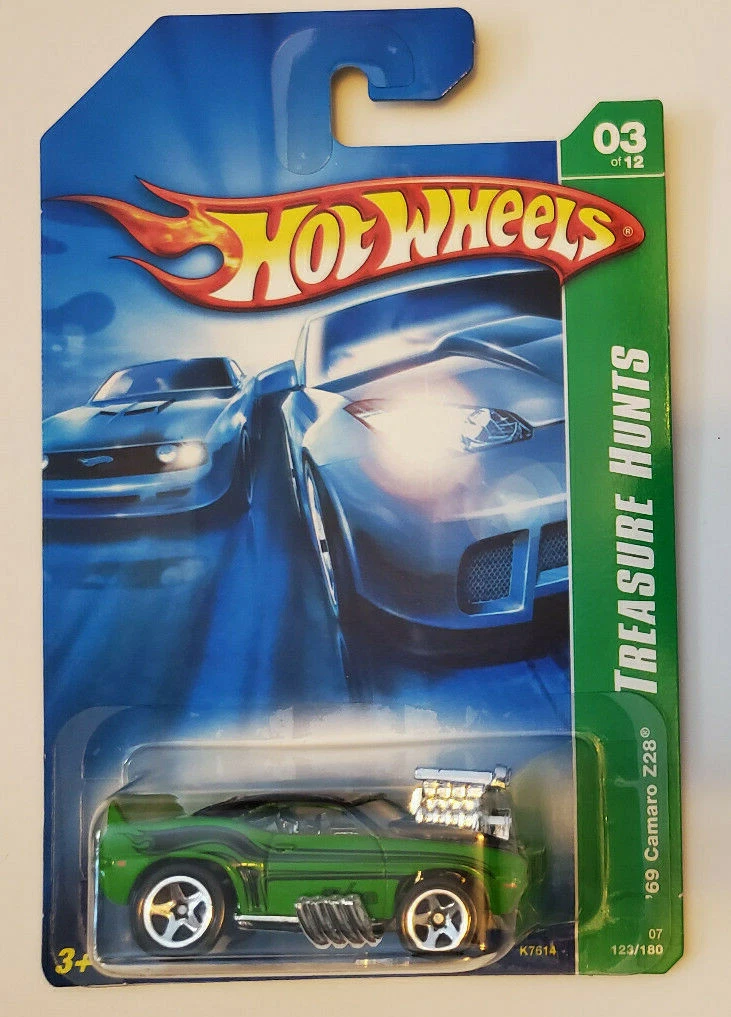 03
of 12
HOT WHEELS®
TREASURE HUNTS
'69 Camaro Z28®
07
123/180
K7614
3+